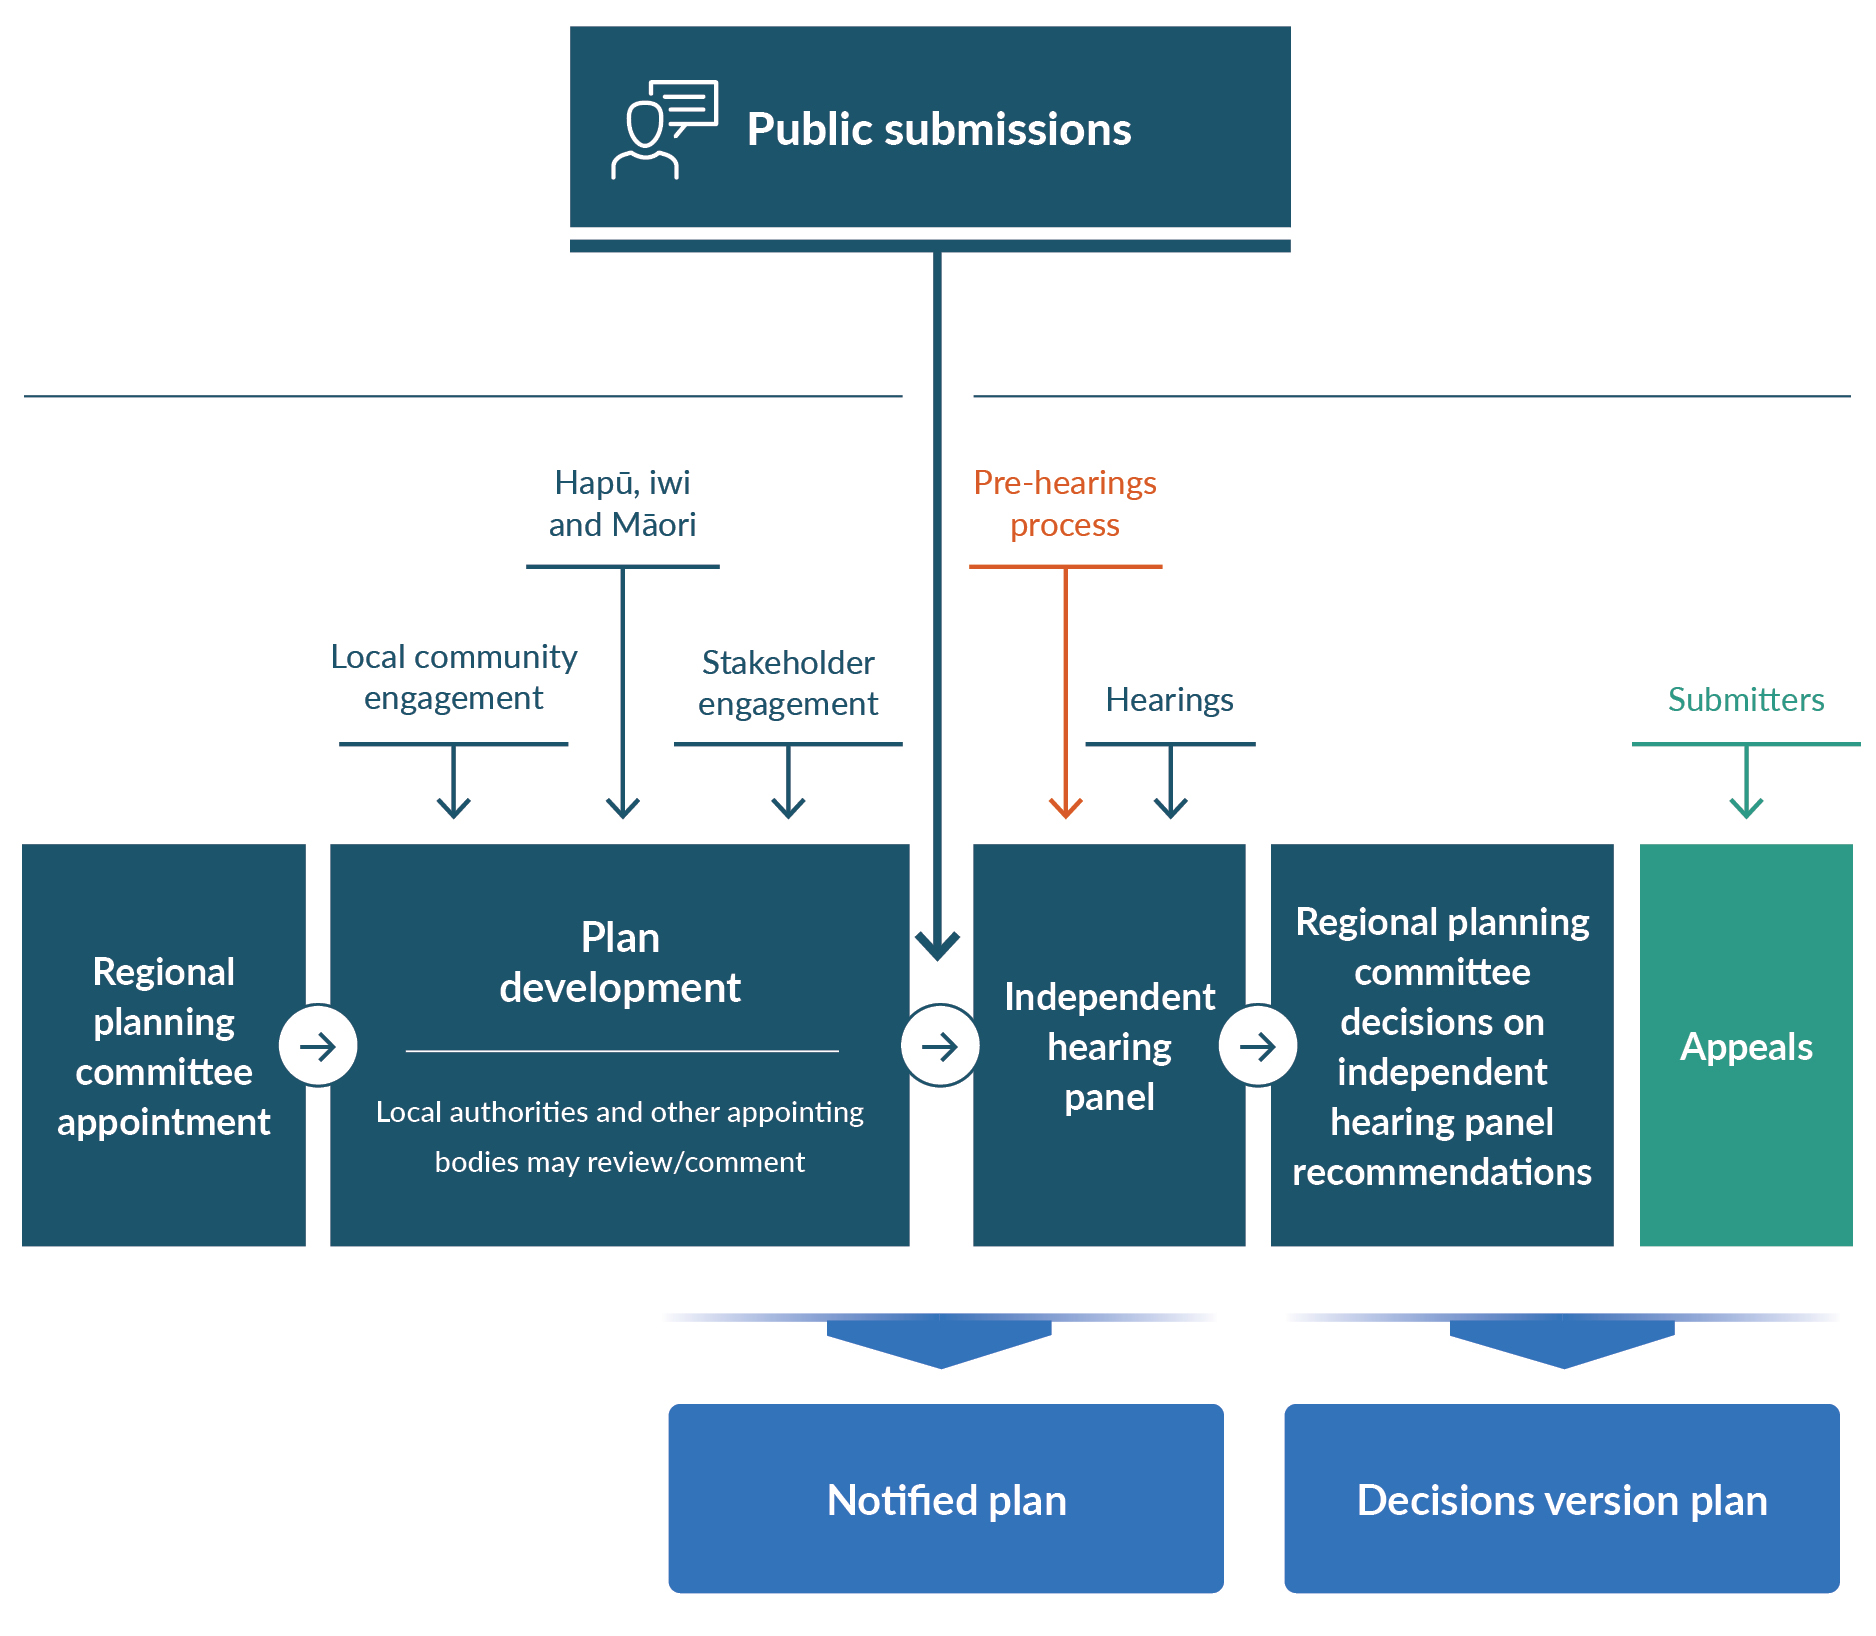 Public submissions
Hapū, iwi
and Māori
Pre-hearings
process
Local community
engagement
Stakeholder
engagement
Hearings
Submitters
Regional
planning
committee
appointment
Plan
development
Local authorities and other appointing
bodies may review/comment
Independent
hearing
panel
Regional planning
committee
decisions on
independent
hearing panel
recommendations
Appeals
Notified plan
Decisions version plan